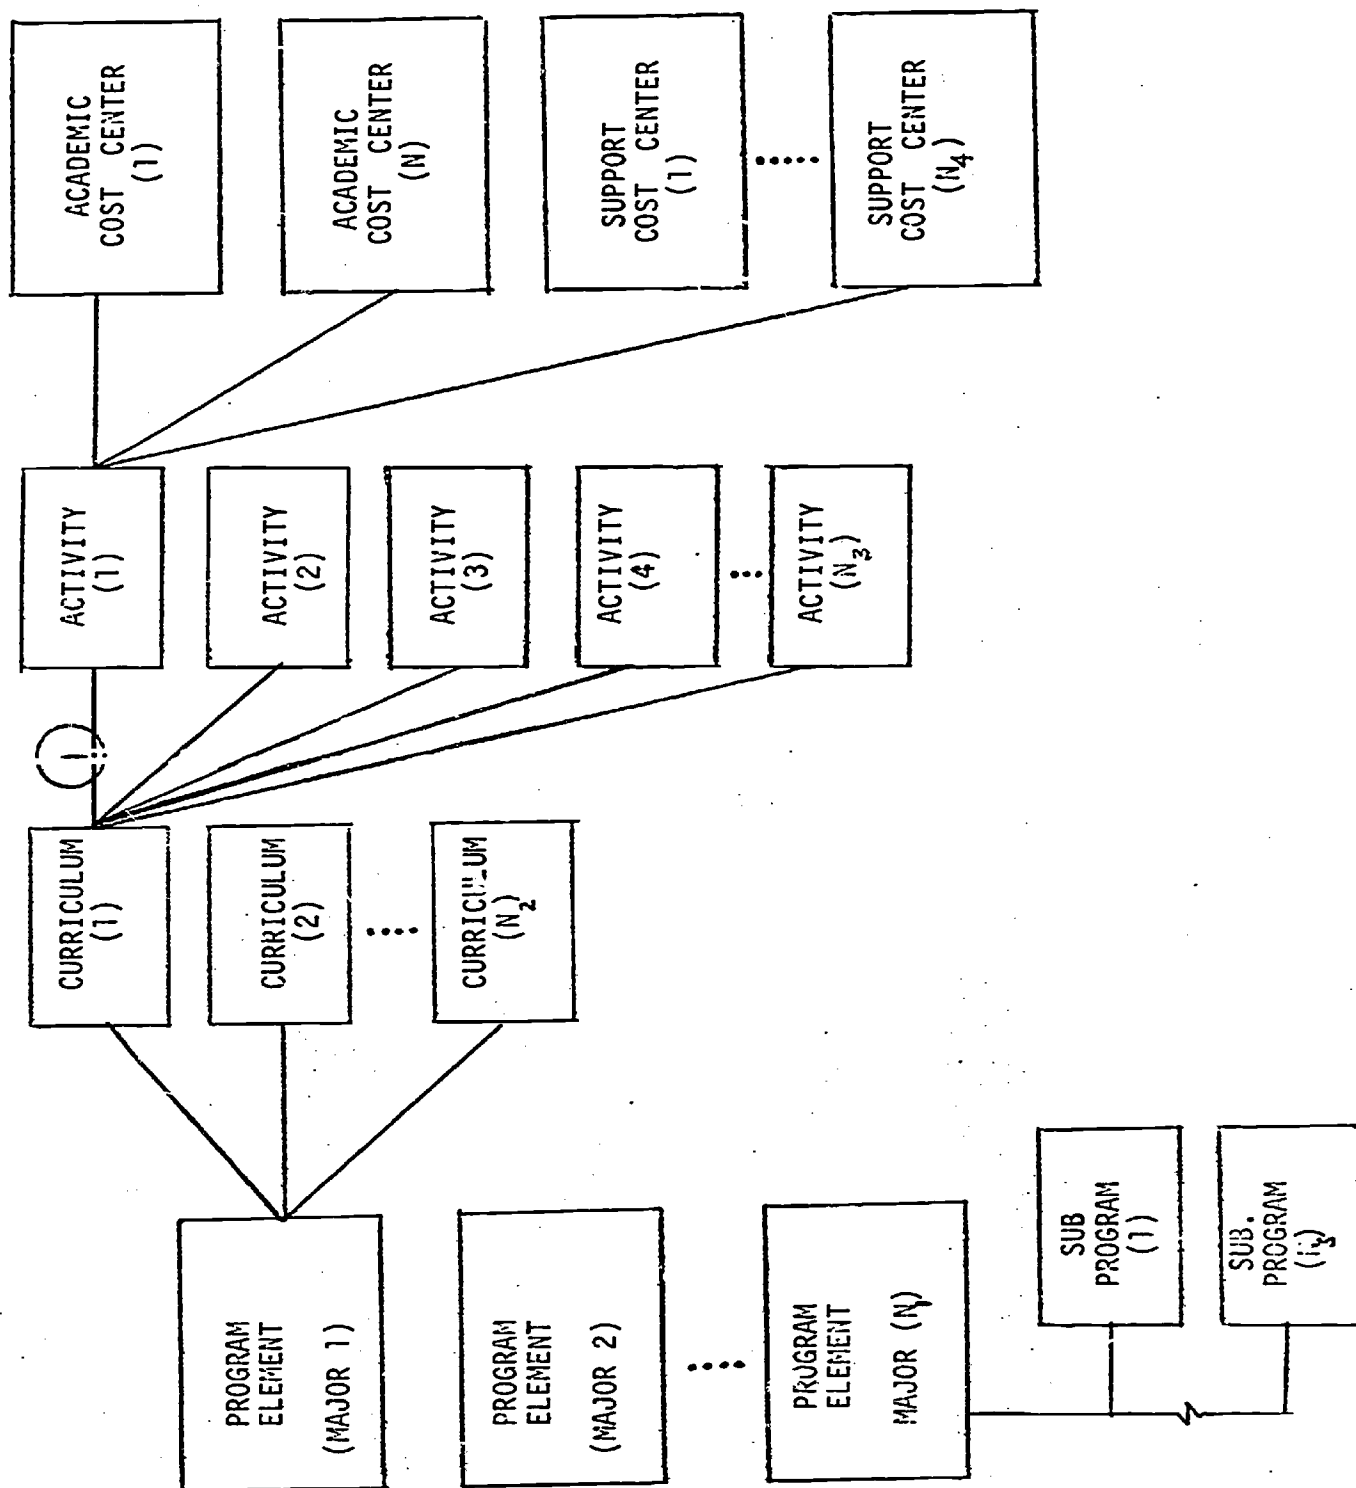 PROGRAM
ELEMENT
(MAJOR 1)
PROGRAM
ELEMENT
(MAJOR 2)
PROGRAM
ELEMENT
MAJOR (N₁)
SUB
PROGRAM
(1)
SUB.
PROGRAM
CURRICULUM
(1)
CURRICULUM
(2)
CURRICULUM
(N₂)
1
ACTIVITY
(1)
ACTIVITY
(2)
ACTIVITY
(3)
ACTIVITY
(4)
ACTIVITY
(N₃)
ACADEMIC
COST CENTER
(1)
ACADEMIC
COST CENTER
(N)
SUPPORT
COST CENTER
(1)
SUPPORT
COST CENTER
(N₄)